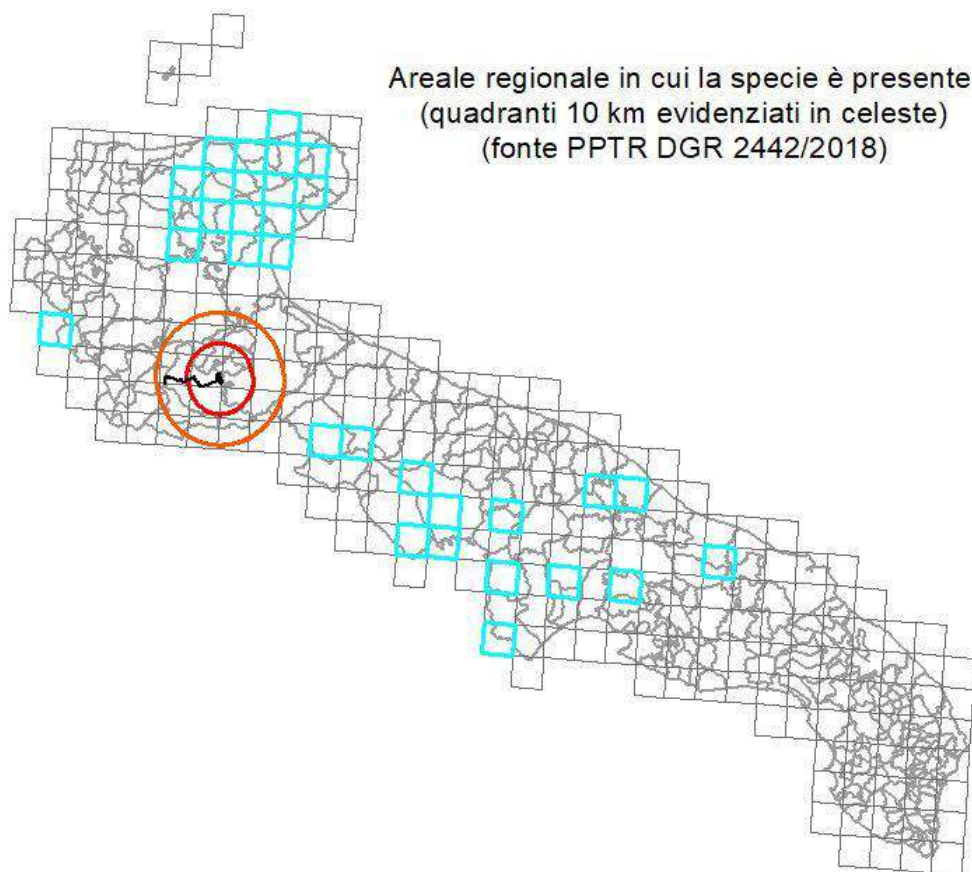 Areale regionale in cui la specie è presente
(quadranti 10 km evidenziati in celeste)
(fonte PPTR DGR 2442/2018)